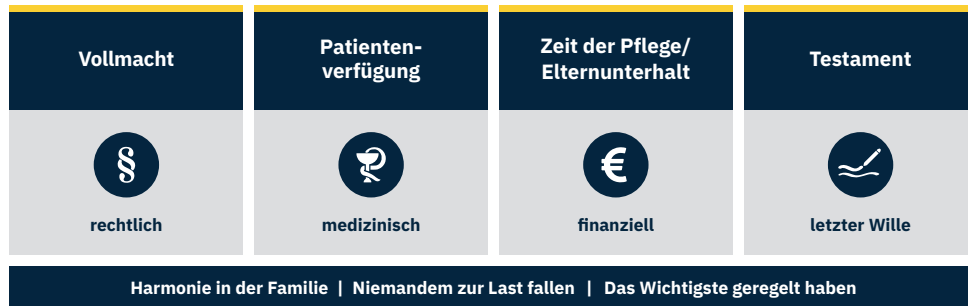 Vollmacht
Patienten-
verfügung
Zeit der Pflege/
Elternunterhalt
Testament
§
€
rechtlich
medizinisch
finanziell
letzter Wille
Harmonie in der Familie | Niemandem zur Last fallen | Das Wichtigste geregelt haben